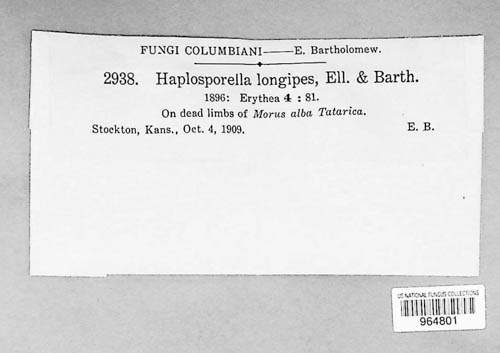 FUNGI COLUMBIANI——E. Bartholomew.
2938. Haplosporella longipes, Ell. & Barth.
1896: Erythea 4 : 81.
On dead limbs of Morus alba Tatarica.
Stockton, Kans., Oct. 4, 1909. E. B.
US NATIONAL FUNGUS COLLECTIONS
964801